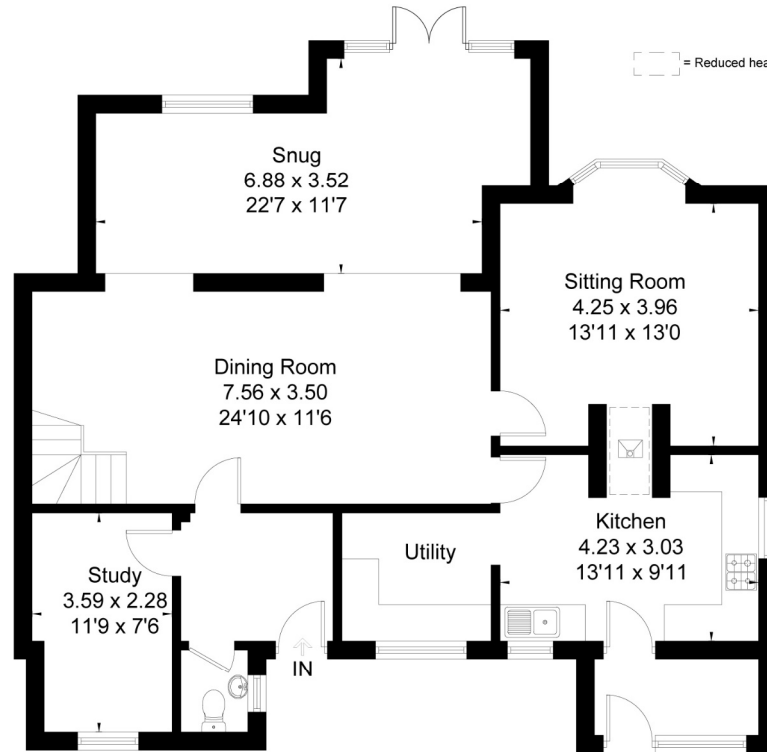 = Reduced hea
Snug
6.88 x 3.52
22'7 x 11'7
Sitting Room
4.25 x 3.96
13'11 x 13'0
Dining Room
7.56 x 3.50
24'10 x 11'6
Kitchen
4.23 x 3.03
13'11 x 9'11
Utility
Study
3.59 x 2.28
11'9 x 7'6
IN